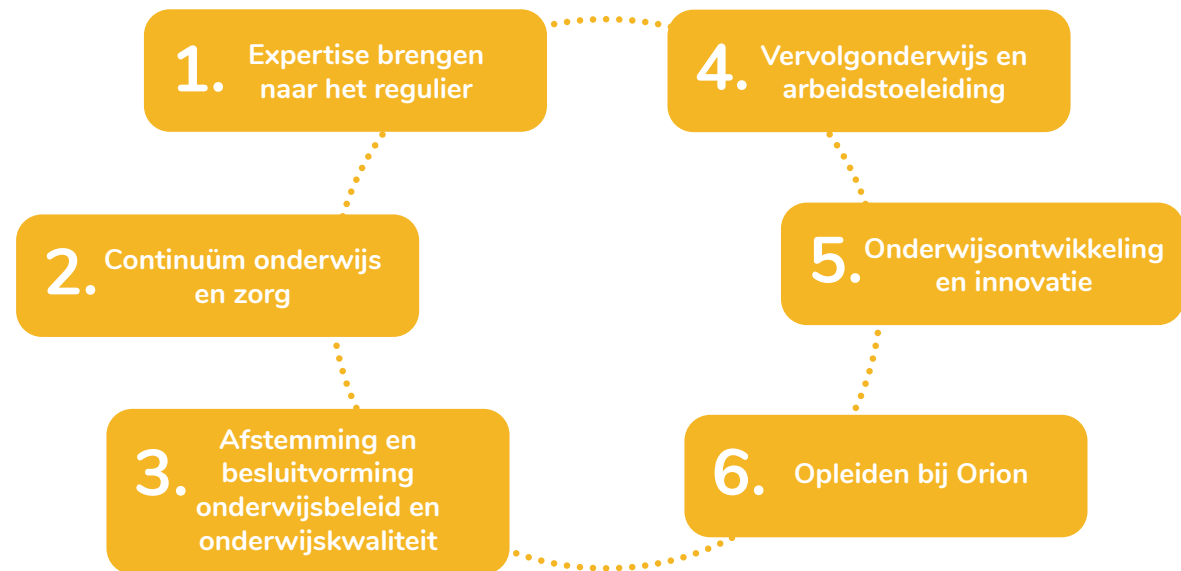 1. Expertise brengen
naar het regulier
2. Continuüm onderwijs
en zorg
3. Afstemming en
besluitvorming
onderwijsbeleid en
onderwijskwaliteit
4. Vervolgonderwijs en
arbeidstoeleiding
5. Onderwijsontwikkeling
en innovatie
6. Opleiden bij Orion